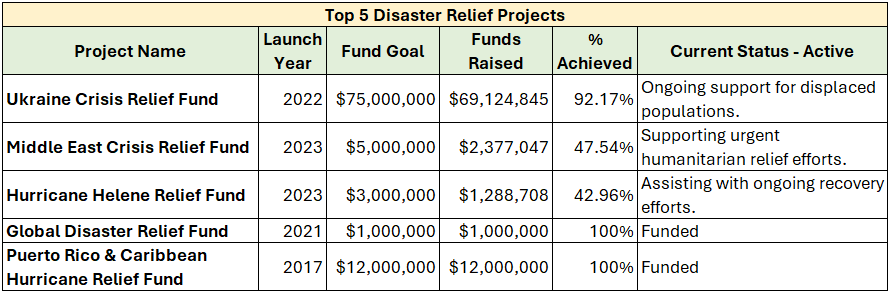 Top 5 Disaster Relief Projects
Project Name
Launch
Year
Fund Goal
Funds
Raised
%
Achieved
Current Status - Active
Ukraine Crisis Relief Fund
2022
$75,000,000
$69,124,845
92.17%
Ongoing support for displaced
populations.
Middle East Crisis Relief Fund
2023
$5,000,000
$2,377,047
47.54%
Supporting urgent
humanitarian relief efforts.
Hurricane Helene Relief Fund
2023
$3,000,000
$1,288,708
42.96%
Assisting with ongoing recovery
efforts.
Global Disaster Relief Fund
2021
$1,000,000
$1,000,000
100%
Funded
Puerto Rico & Caribbean
Hurricane Relief Fund
2017
$12,000,000
$12,000,000
100%
Funded